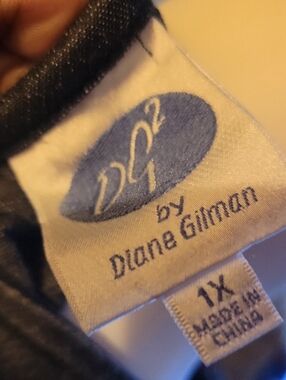 DG2
by
Diane Gilman
1X
MADE IN
CHINA